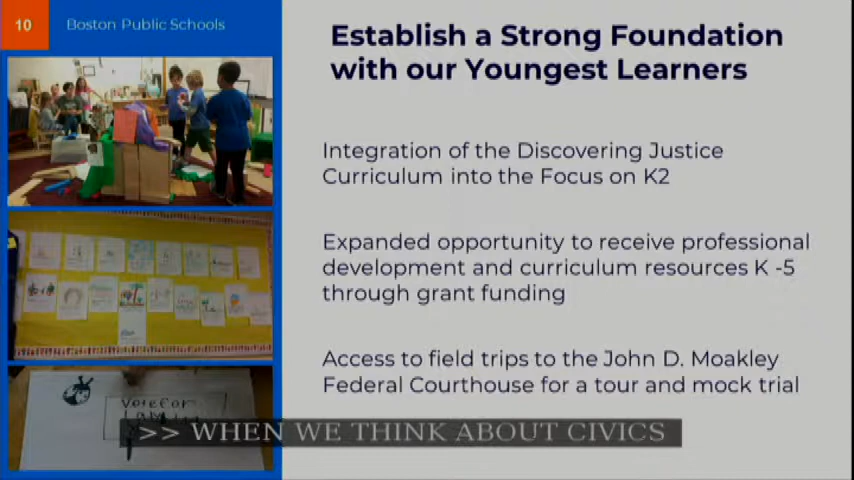 10
Boston Public Schools
Establish a Strong Foundation
with our Youngest Learners
Integration of the Discovering Justice
Curriculum into the Focus on K2
Expanded opportunity to receive professional
development and curriculum resources K -5
through grant funding
Access to field trips to the John D. Moakley
Federal Courthouse for a tour and mock trial
Vote for
>> WHEN WE THINK ABOUT CIVICS